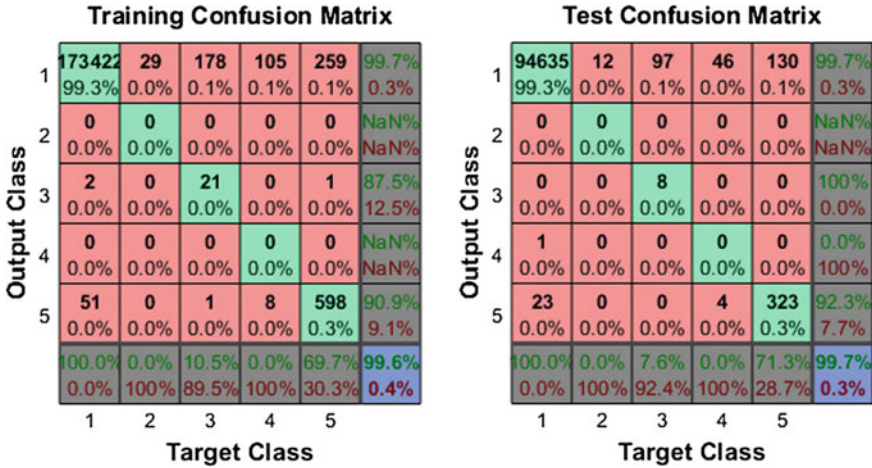 Training Confusion Matrix
Output Class
1
173422 29 178 105 259 99.7%
99.3% 0.0% 0.1% 0.1% 0.1% 0.3%
2
0 0 0 0 0 NaN%
0.0% 0.0% 0.0% 0.0% 0.0% NaN%
3
2 0 21 0 1 87.5%
0.0% 0.0% 0.0% 0.0% 0.0% 12.5%
4
0 0 0 0 0 NaN%
0.0% 0.0% 0.0% 0.0% 0.0% NaN%
5
51 0 1 8 598 90.9%
0.0% 0.0% 0.0% 0.0% 0.3% 9.1%
100.0% 0.0% 10.5% 0.0% 69.7% 99.6%
0.0% 100% 89.5% 100% 30.3% 0.4%
1 2 3 4 5
Target Class
Test Confusion Matrix
Output Class
1
94635 12 97 46 130 99.7%
99.3% 0.0% 0.1% 0.0% 0.1% 0.3%
2
0 0 0 0 0 NaN%
0.0% 0.0% 0.0% 0.0% 0.0% NaN%
3
0 0 8 0 0 100%
0.0% 0.0% 0.0% 0.0% 0.0% 0.0%
4
1 0 0 0 0 0.0%
0.0% 0.0% 0.0% 0.0% 0.0% 100%
5
23 0 0 4 323 92.3%
0.0% 0.0% 0.0% 0.0% 0.3% 7.7%
100.0% 0.0% 7.6% 0.0% 71.3% 99.7%
0.0% 100% 92.4% 100% 28.7% 0.3%
1 2 3 4 5
Target Class